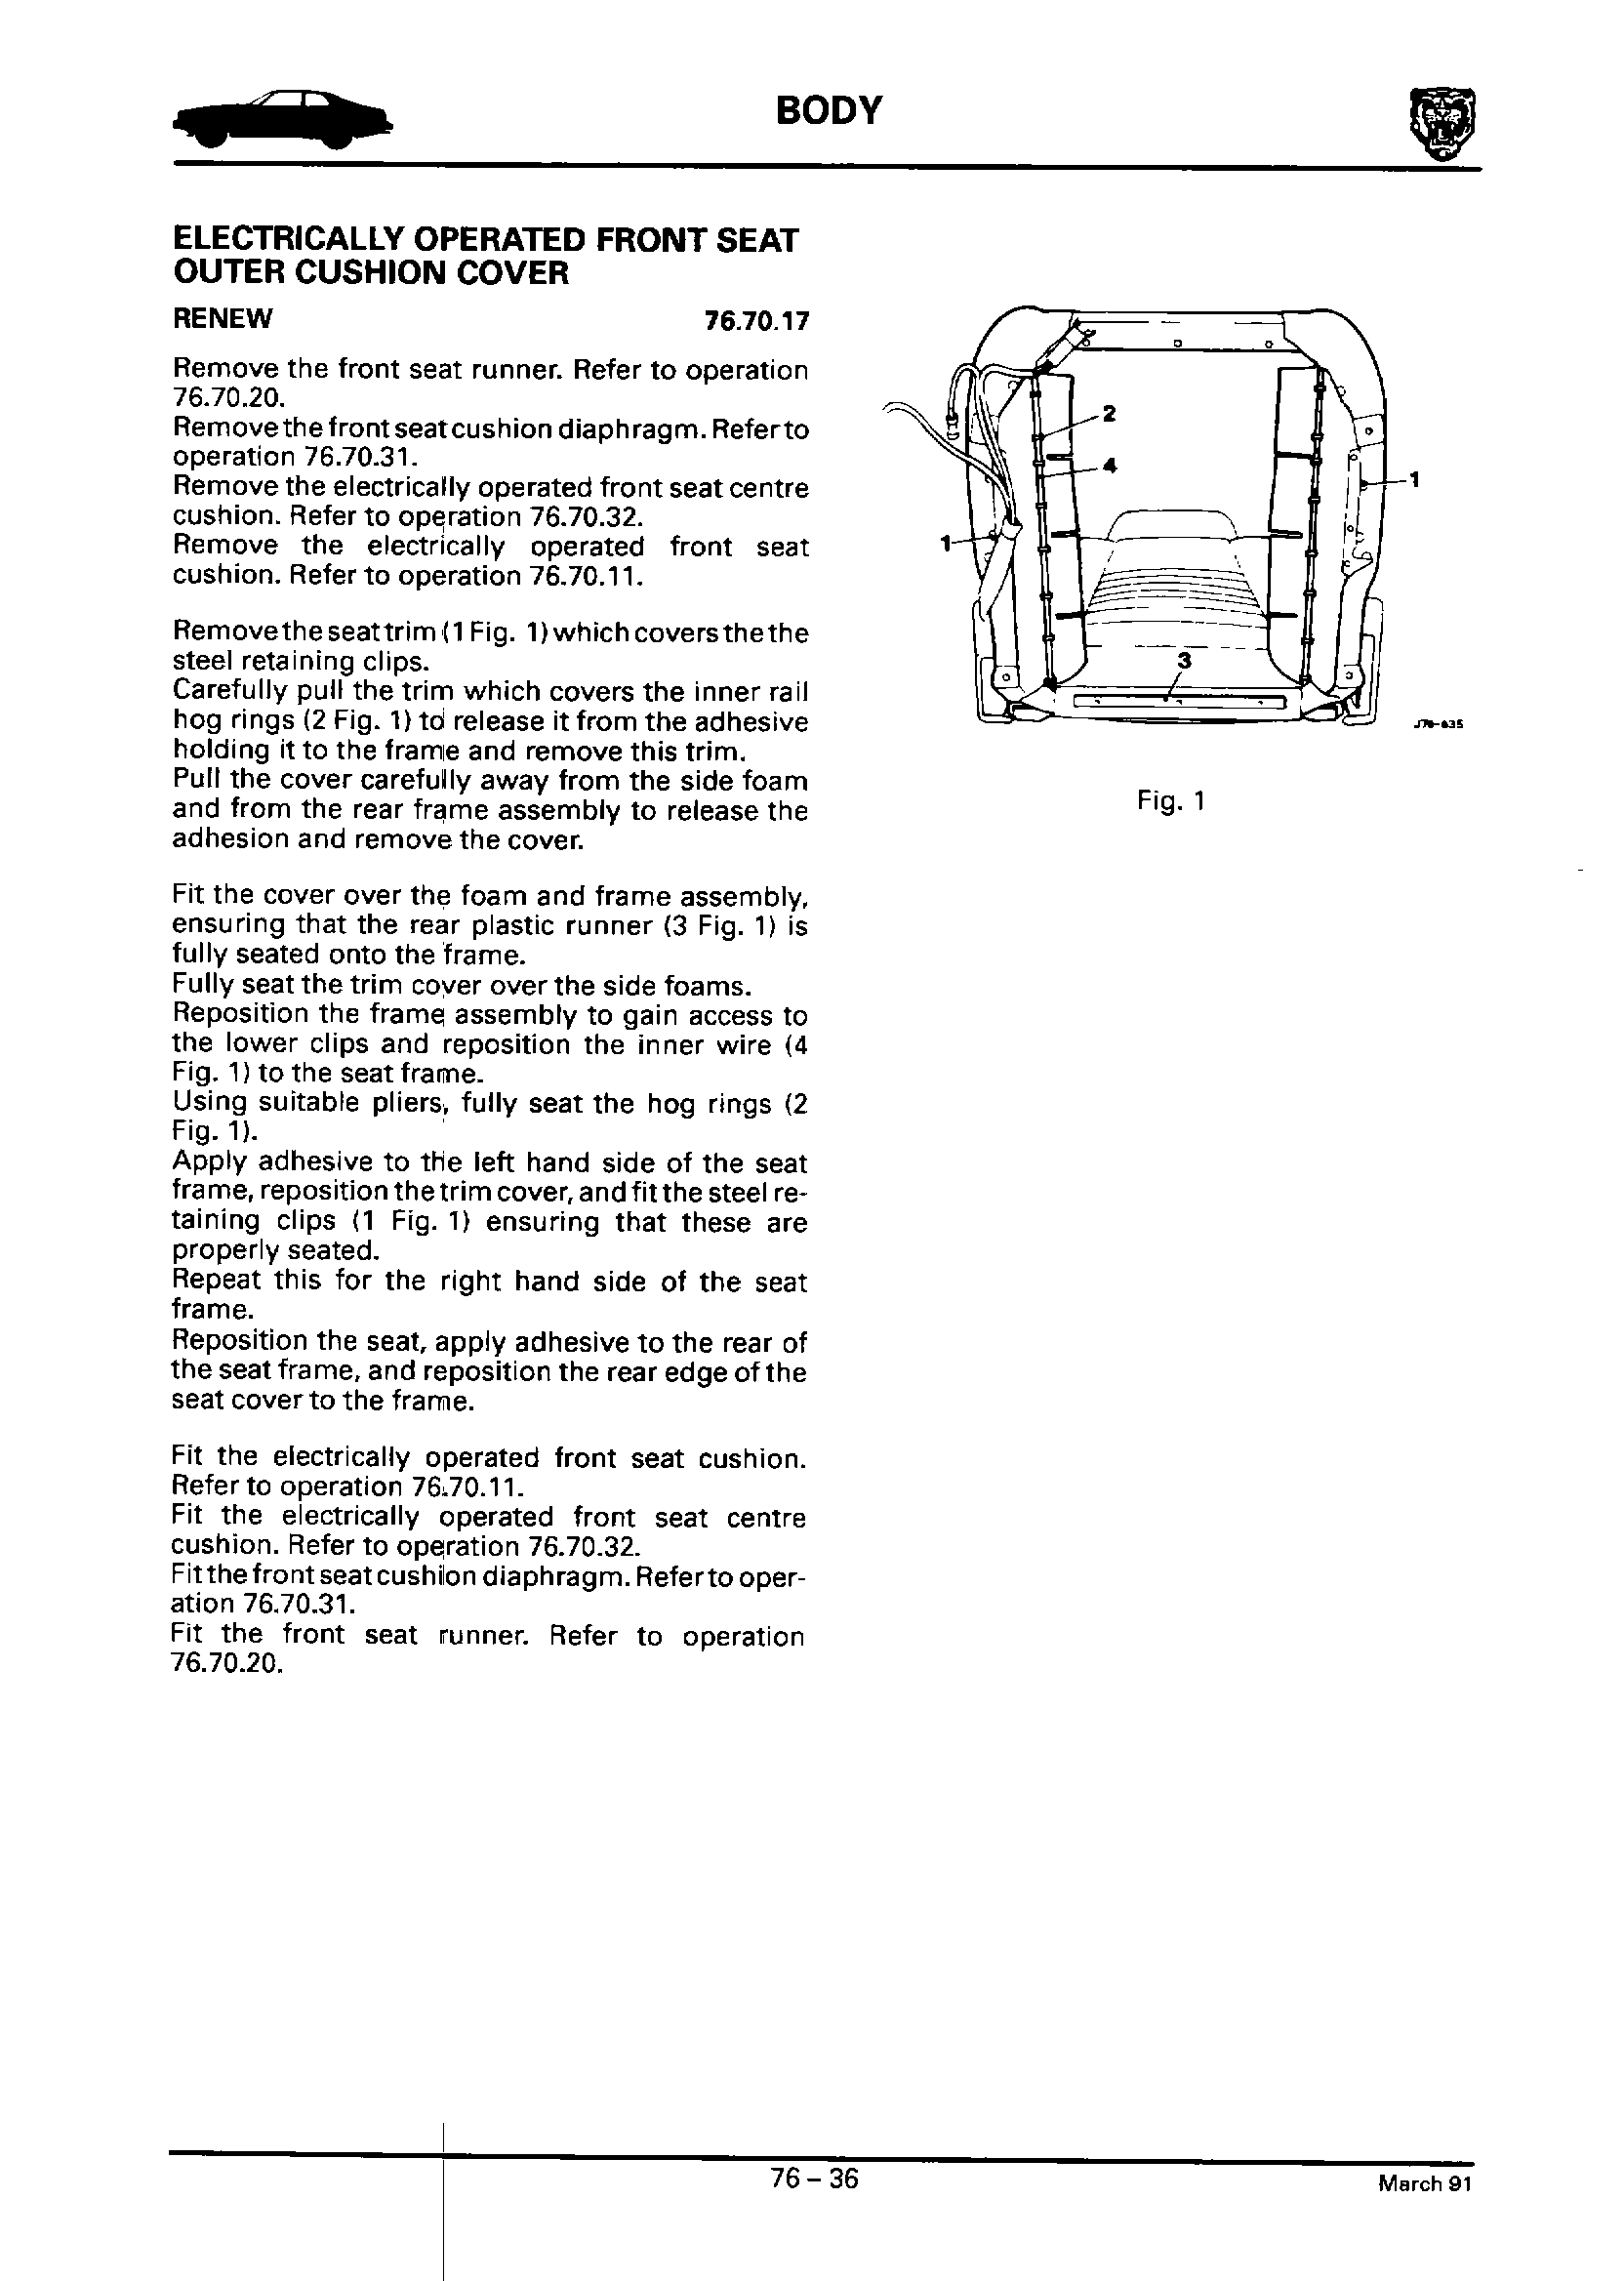 BODY
ELECTRICALLY OPERATED FRONT SEAT
OUTER CUSHION COVER
RENEW 76.70.17
Remove the front seat runner. Refer to operation
76.70.20.
Remove the front seat cushion diaphragm. Refer to
operation 76.70.31.
Remove the electrically operated front seat centre
cushion. Refer to operation 76.70.32.
Remove the electrically operated front seat
cushion. Refer to operation 76.70.11.
Remove the seat trim (1 Fig. 1) which covers the the
steel retaining clips.
Carefully pull the trim which covers the inner rail
hog rings (2 Fig. 1) to release it from the adhesive
holding it to the frame and remove this trim.
Pull the cover carefully away from the side foam
and from the rear frame assembly to release the
adhesion and remove the cover.
Fit the cover over the foam and frame assembly,
ensuring that the rear plastic runner (3 Fig. 1) is
fully seated onto the frame.
Fully seat the trim cover over the side foams.
Reposition the frame assembly to gain access to
the lower clips and reposition the inner wire (4
Fig. 1) to the seat frame.
Using suitable pliers, fully seat the hog rings (2
Fig. 1).
Apply adhesive to the left hand side of the seat
frame, reposition the trim cover, and fit the steel re-
taining clips (1 Fig. 1) ensuring that these are
properly seated.
Repeat this for the right hand side of the seat
frame.
Reposition the seat, apply adhesive to the rear of
the seat frame, and reposition the rear edge of the
seat cover to the frame.
Fit the electrically operated front seat cushion.
Refer to operation 76.70.11.
Fit the electrically operated front seat centre
cushion. Refer to operation 76.70.32.
Fit the front seat cushion diaphragm. Refer to oper-
ation 76.70.31.
Fit the front seat runner. Refer to operation
76.70.20.
2
4
1
1
3
J76-635
Fig. 1
76 – 36
March 91